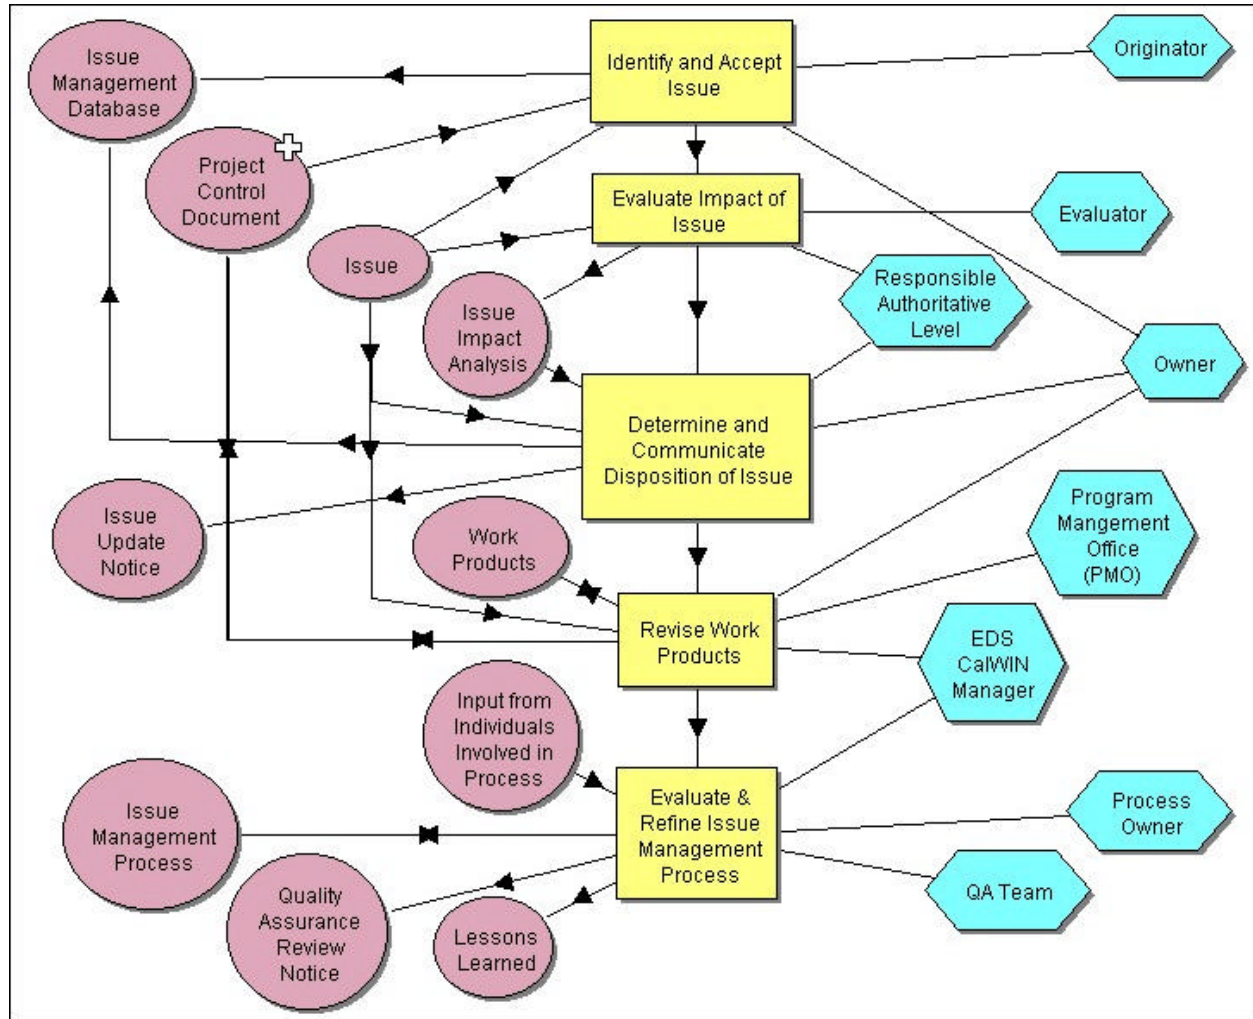 Issue
Management
Database
Identify and Accept
Issue
Originator
Project
Control
Document
Evaluate Impact of
Issue
Evaluator
Issue
Issue
Impact
Analysis
Responsible
Authoritative
Level
Owner
Determine and
Communicate
Disposition of Issue
Issue
Update
Notice
Work
Products
Program
Mangement
Office
(PMO)
Revise Work
Products
EDS
CalWIN
Manager
Input from
Individuals
Involved in
Process
Issue
Management
Process
Evaluate &
Refine Issue
Management
Process
Process
Owner
QA Team
Quality
Assurance
Review
Notice
Lessons
Learned